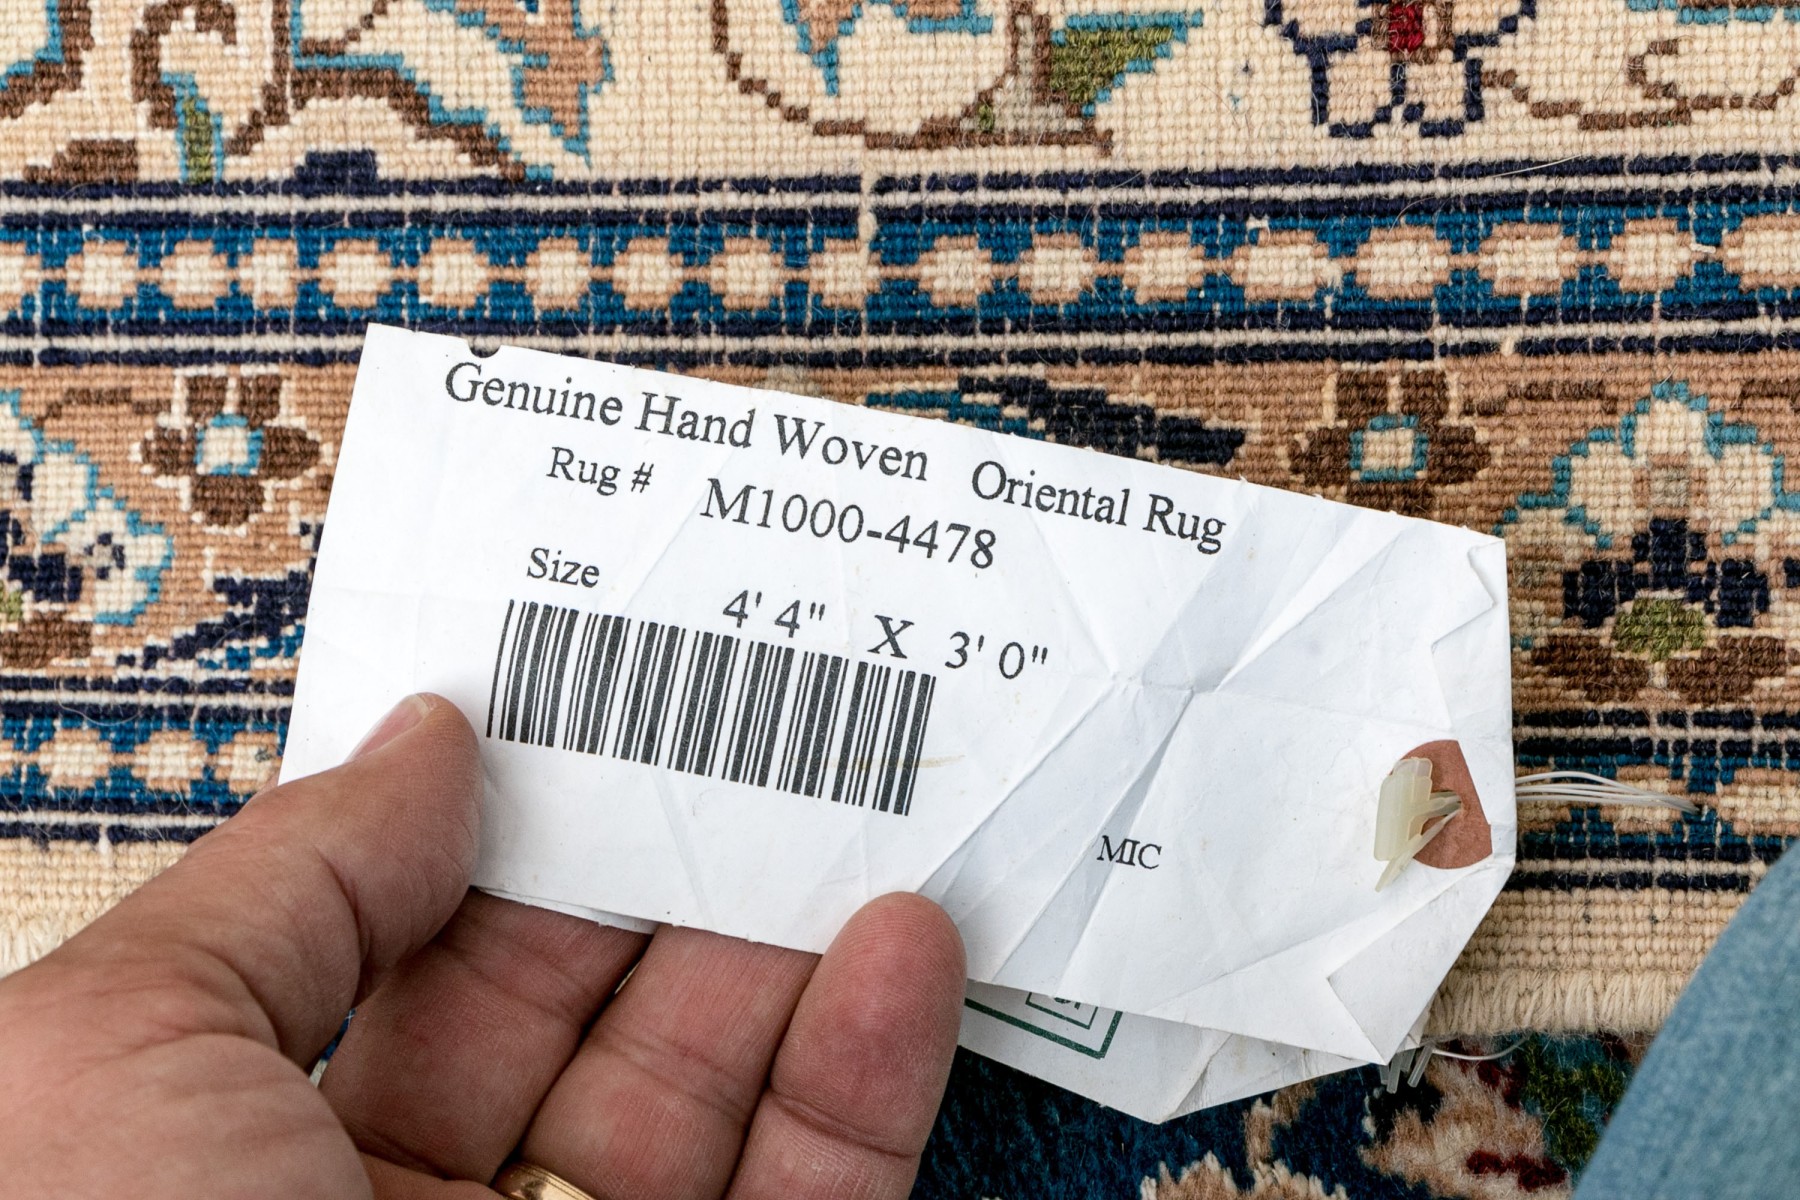 Genuine Hand Woven Oriental Rug
Rug # M1000-4478
Size 4' 4" X 3' 0"
MIC